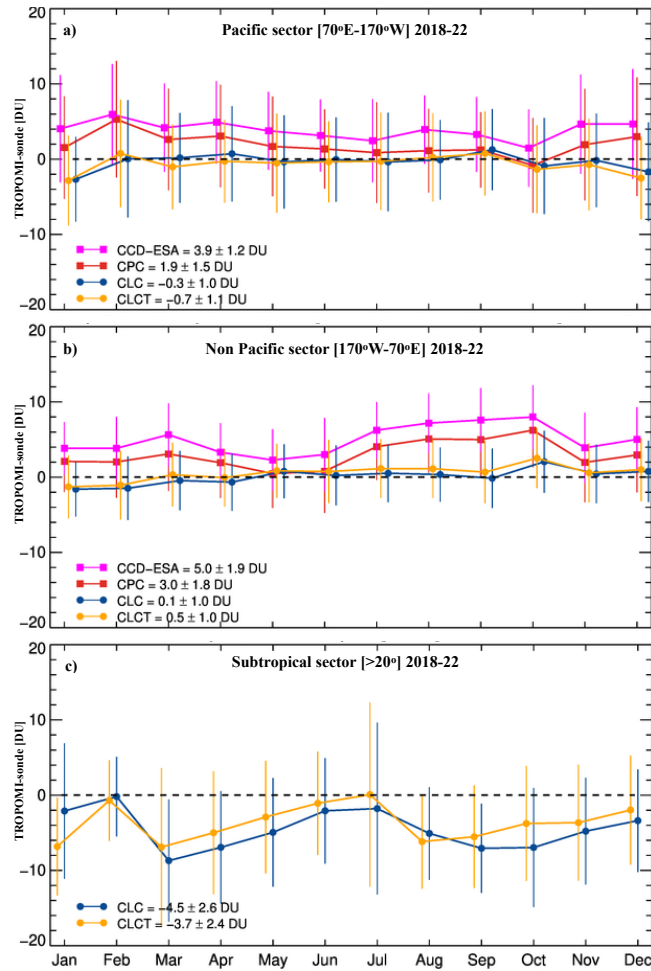 20
a)
Pacific sector [70ºE-170ºW] 2018-22
10
0
-10
-20
TROPOMI-sonde [DU]
CCD-ESA = 3.9 ± 1.2 DU
CPC = 1.9 ± 1.5 DU
CLC = -0.3 ± 1.0 DU
CLCT = -0.7 ± 1.1 DU
20
b)
Non Pacific sector [170ºW-70ºE] 2018-22
10
0
-10
-20
TROPOMI-sonde [DU]
CCD-ESA = 5.0 ± 1.9 DU
CPC = 3.0 ± 1.8 DU
CLC = 0.1 ± 1.0 DU
CLCT = 0.5 ± 1.0 DU
20
c)
Subtropical sector [>20º] 2018-22
10
0
-10
-20
TROPOMI-sonde [DU]
CLC = -4.5 ± 2.6 DU
CLCT = -3.7 ± 2.4 DU
Jan Feb Mar Apr May Jun Jul Aug Sep Oct Nov Dec